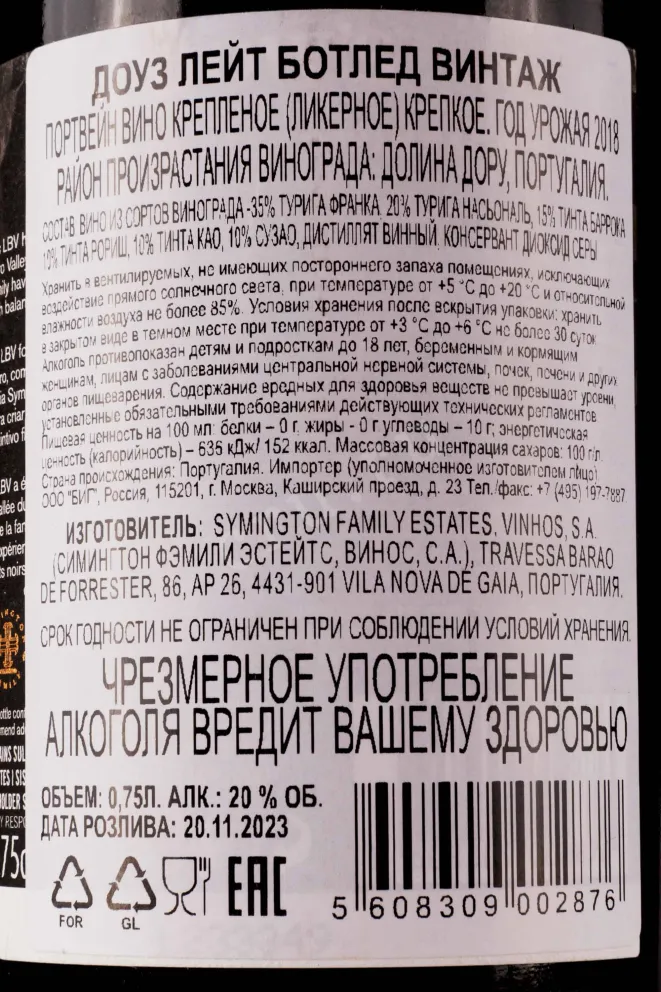 ДОУЗ ЛЕЙТ БОТЛЕД ВИНТАЖ
ПОРТВЕЙН ВИНО КРЕПЛЕНОЕ (ЛИКЕРНОЕ) КРЕПКОЕ. ГОД УРОЖАЯ 2018
РАЙОН ПРОИЗРАСТАНИЯ ВИНОГРАДА: ДОЛИНА ДОРУ, ПОРТУГАЛИЯ.
СОСТАВ: ВИНО ИЗ СОРТОВ ВИНОГРАДА -35% ТУРИГА ФРАНКА, 20% ТУРИГА НАСЬОНАЛЬ, 15% ТИНТА БАРРОКА
10% ТИНТА РОРИШ, 10% ТИНТА КАО, 10% СУЗАО, ДИСТИЛЛЯТ ВИННЫЙ, КОНСЕРВАНТ ДИОКСИД СЕРЫ
Хранить в вентилируемых, не имеющих постороннего запаха помещениях, исключающих
воздействие прямого солнечного света, при температуре от +5 °С до +20 °С и относительной
влажности воздуха не более 85%. Условия хранения после вскрытия упаковки: хранить
в закрытом виде в темном месте при температуре от +3 °С до +6 °С не более 30 суток
Алкоголь противопоказан детям и подросткам до 18 лет, беременным и кормящим
женщинам, лицам с заболеваниями центральной нервной системы, почек, печени и других
органов пищеварения. Содержание вредных для здоровья веществ не превышает уровни,
установленные обязательными требованиями действующих технических регламентов
Пищевая ценность на 100 мл: белки – 0 г, жиры - 0 г углеводы – 10 г; энергетическая
ценность (калорийность) – 636 кДж/ 152 ккал. Массовая концентрация сахаров: 100 г/л.
Страна происхождения: Португалия. Импортер (уполномоченное изготовителем лицо)
ООО "БИГ", Россия, 115201, г. Москва, Каширский проезд, д. 23 Тел./факс: +7 (495) 197-7887
ИЗГОТОВИТЕЛЬ: SYMINGTON FAMILY ESTATES, VINHOS, S.A.
(СИМИНГТОН ФЭМИЛИ ЭСТЕЙТС, ВИНОС, С.А.), TRAVESSA BARAO
DE FORRESTER, 86, AP 26, 4431-901 VILA NOVA DE GAIA, ПОРТУГАЛИЯ.
СРОК ГОДНОСТИ НЕ ОГРАНИЧЕН ПРИ СОБЛЮДЕНИИ УСЛОВИЙ ХРАНЕНИЯ.
ЧРЕЗМЕРНОЕ УПОТРЕБЛЕНИЕ
АЛКОГОЛЯ ВРЕДИТ ВАШЕМУ ЗДОРОВЬЮ
ОБЪЕМ: 0,75Л. АЛК.: 20 % ОБ.
ДАТА РОЗЛИВА: 20.11.2023
FOR GL EAC
5 608309 002876